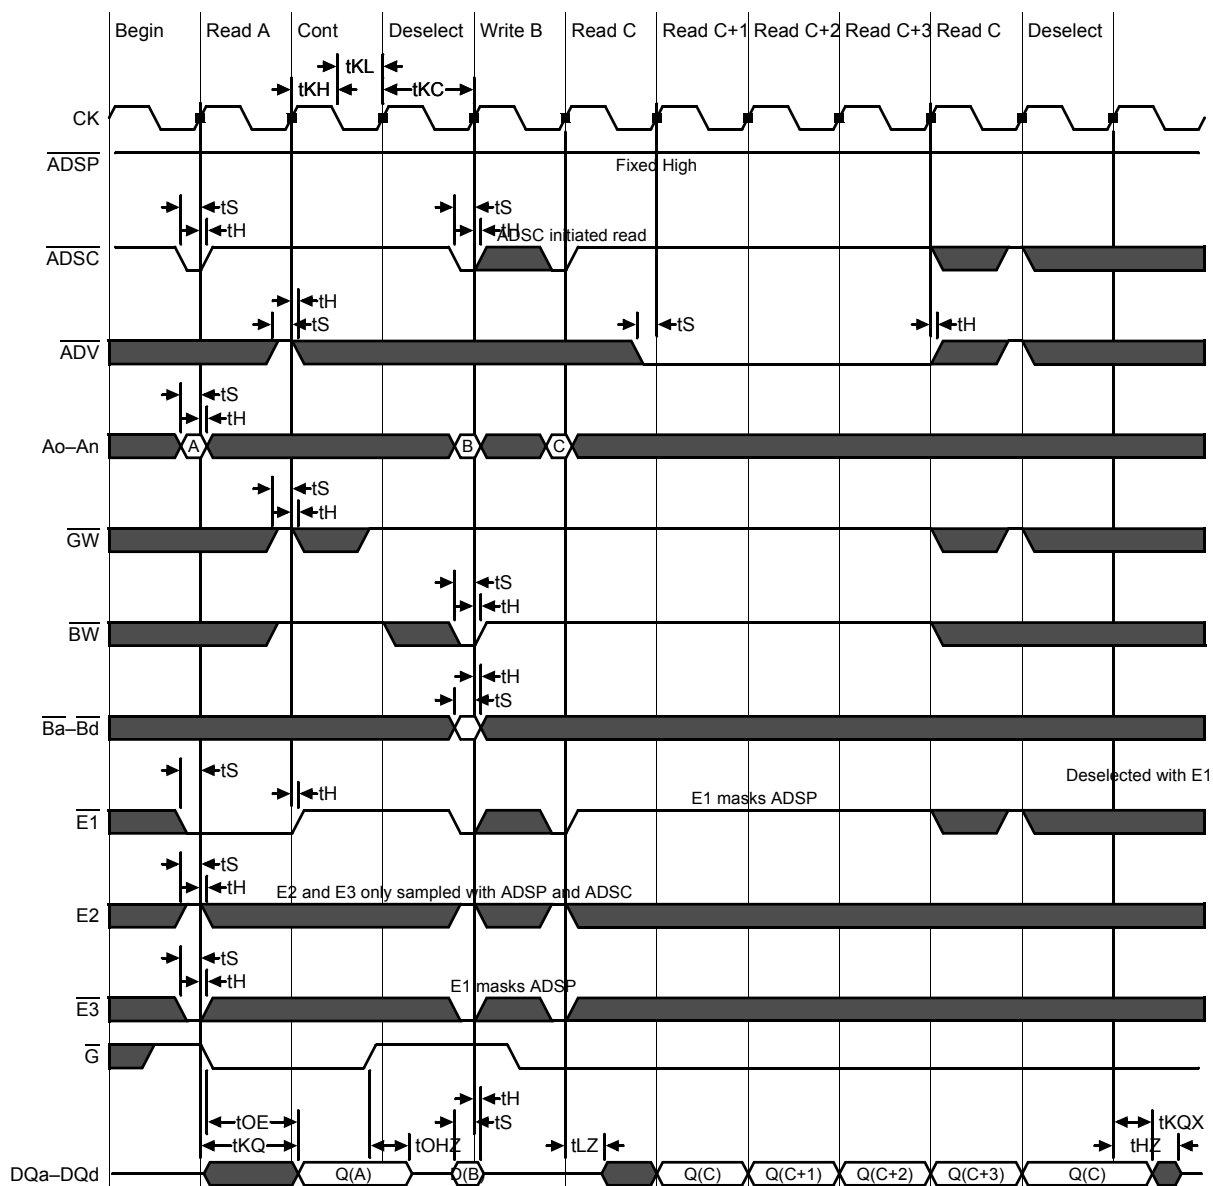 Begin Read A Cont Deselect Write B Read C Read C+1 Read C+2 Read C+3 Read C Deselect
tKL
tKH tKC
CK
ADSP
Fixed High
tS tS
tH tH
ADSC initiated read
ADSC
tH
tS tS tH
ADV
tS
tH
Ao–An A B C
tS
tH
GW
tS
tH
BW
tH
tS
Ba–Bd
tS Deselected with E1
tH
E1 masks ADSP
E1
tS
tH
E2 and E3 only sampled with ADSP and ADSC
E2
tS
tH
E1 masks ADSP
E3
G
tH
tOE tS tKQX
tKQ tOHZ tLZ tHZ
DQa–DQd Q(A) D(B) Q(C) Q(C+1) Q(C+2) Q(C+3) Q(C)